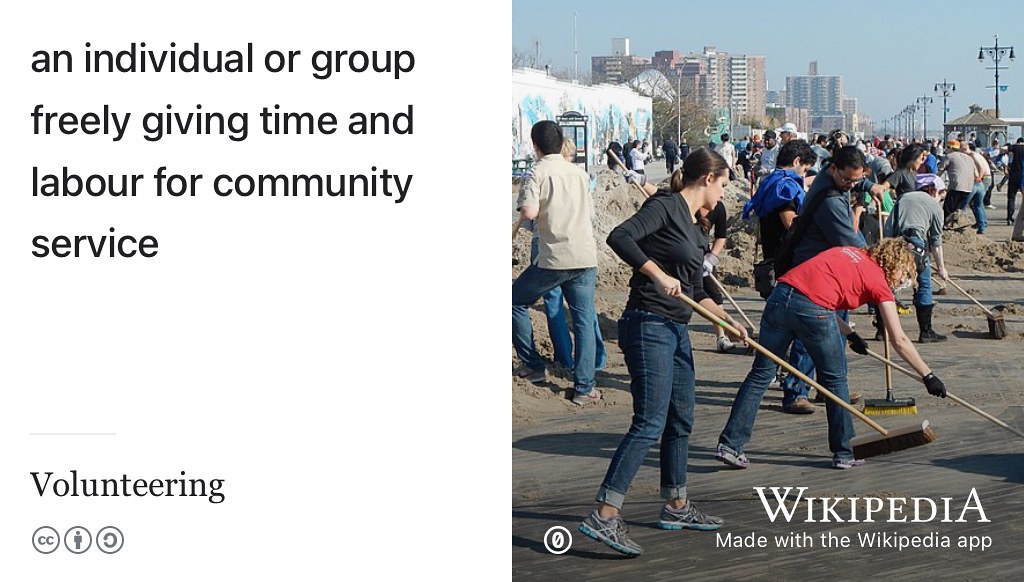 an individual or group
freely giving time and
labour for community
service
Volunteering
cc
WIKIPEDIA
Made with the Wikipedia app